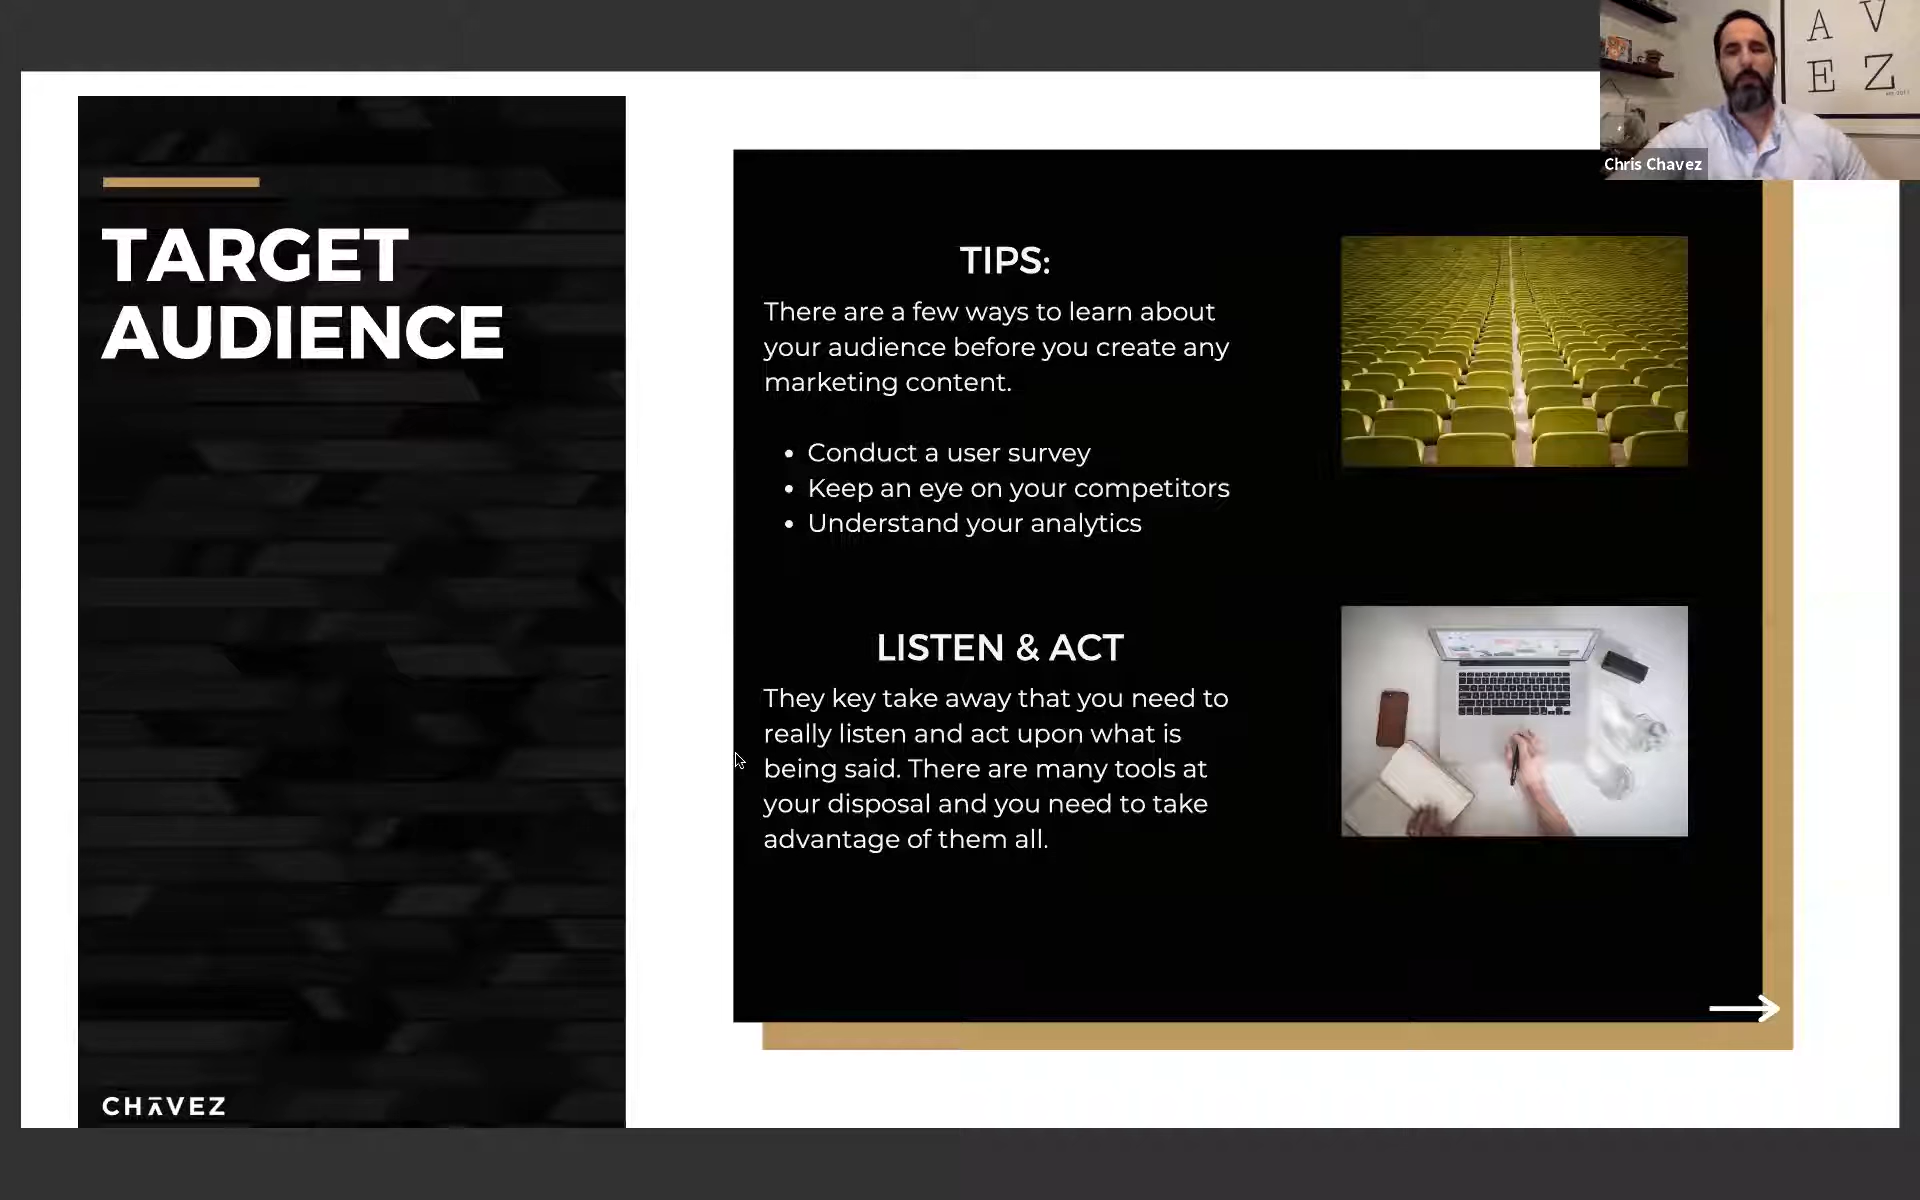 TARGET
AUDIENCE
TIPS:
There are a few ways to learn about
your audience before you create any
marketing content.
• Conduct a user survey
• Keep an eye on your competitors
• Understand your analytics
LISTEN & ACT
They key take away that you need to
really listen and act upon what is
being said. There are many tools at
your disposal and you need to take
advantage of them all.
CHAVEZ
A V
E Z
Chris Chavez